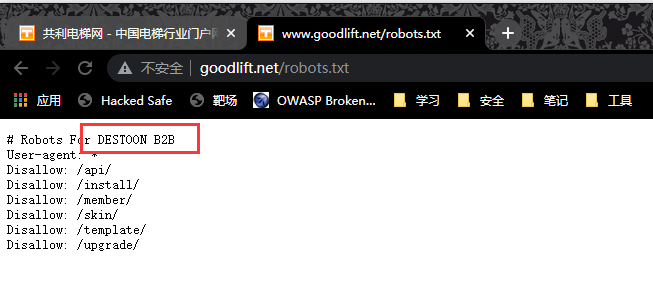 共利电梯网 - 中国电梯行业门户网
www.goodlift.net/robots.txt
不安全 | goodlift.net/robots.txt
应用 Hacked Safe 靶场 OWASP Broken... 学习 安全 笔记 工具
# Robots For DESTOON B2B
User-agent: *
Disallow: /api/
Disallow: /install/
Disallow: /member/
Disallow: /skin/
Disallow: /template/
Disallow: /upgrade/